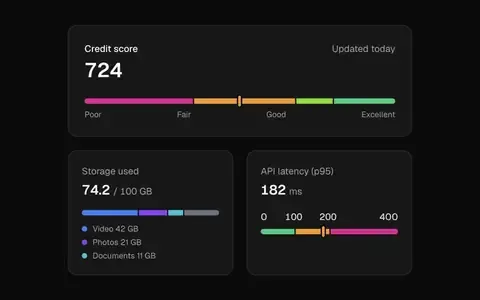 Credit score Updated today
724
Poor Fair Good Excellent
Storage used
74.2 / 100 GB
Video 42 GB
Photos 21 GB
Documents 11 GB
API latency (p95)
182 ms
0 100 200 400